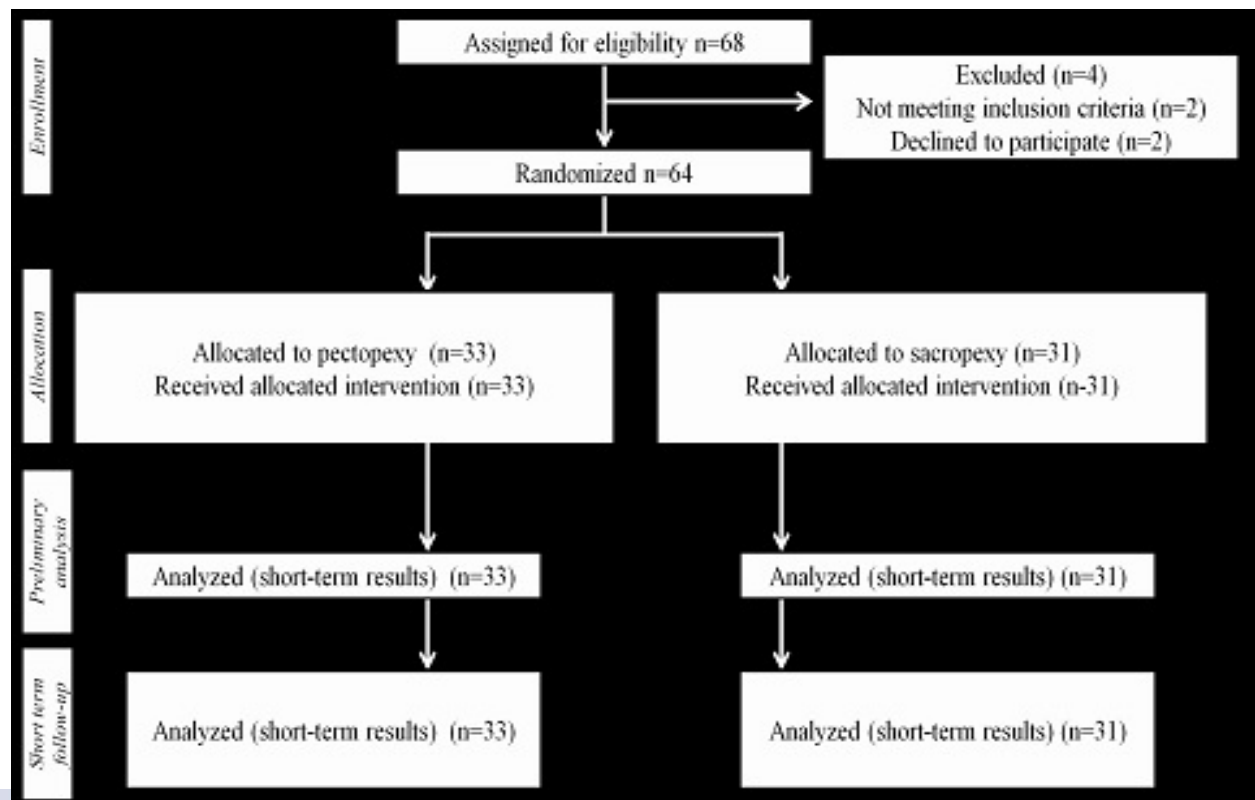 Enrollment
Assigned for eligibility n=68
Excluded (n=4)
Not meeting inclusion criteria (n=2)
Declined to participate (n=2)
Randomized n=64
Allocation
Allocated to pectopexy (n=33)
Received allocated intervention (n=33)
Allocated to sacropexy (n=31)
Received allocated intervention (n-31)
Preliminary
analysis
Analyzed (short-term results) (n=33)
Analyzed (short-term results) (n=31)
Short term
follow-up
Analyzed (short-term results) (n=33)
Analyzed (short-term results) (n=31)